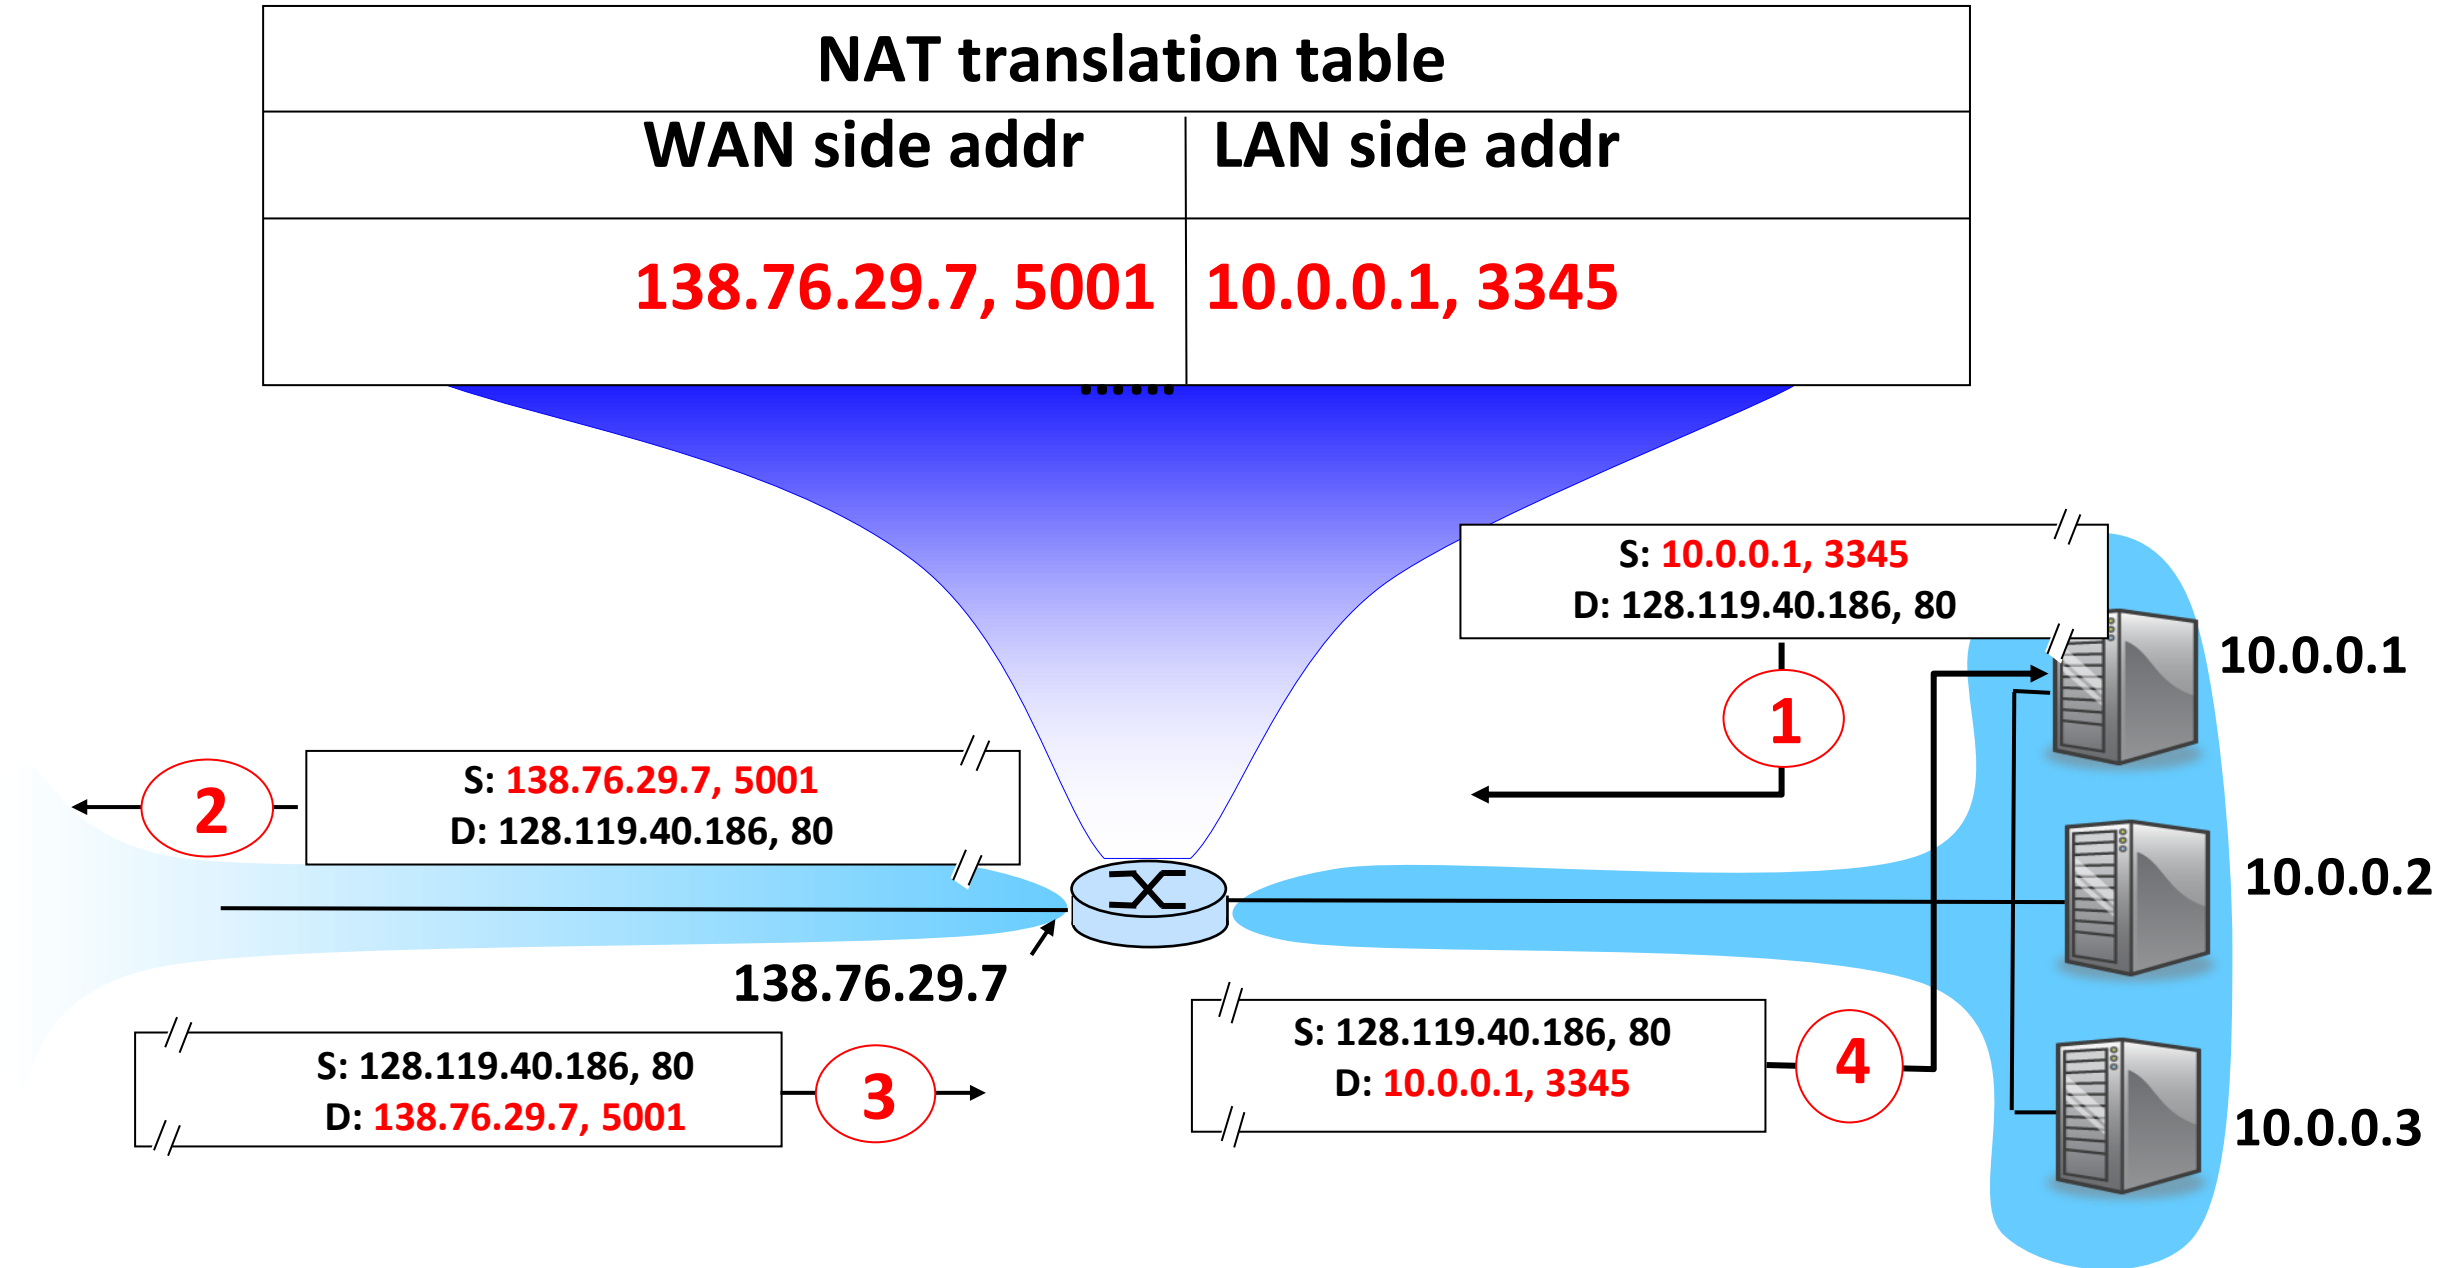 NAT translation table
WAN side addr LAN side addr
138.76.29.7, 5001 10.0.0.1, 3345
......
S: 10.0.0.1, 3345
D: 128.119.40.186, 80
10.0.0.1
1
S: 138.76.29.7, 5001
D: 128.119.40.186, 80
2
10.0.0.2
138.76.29.7
S: 128.119.40.186, 80
D: 138.76.29.7, 5001
3
S: 128.119.40.186, 80
D: 10.0.0.1, 3345
4
10.0.0.3